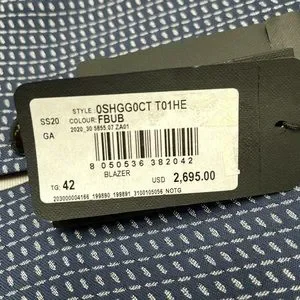 STYLE: 0SHGG0CT T01HE
SS20 COLOUR: FBUB
GA 2020_30.5855.07.ZA01
8 050536 382042
BLAZER
TG. 42 USD 2,695.00
203000004166 199890 199891 3100105056 NOTG